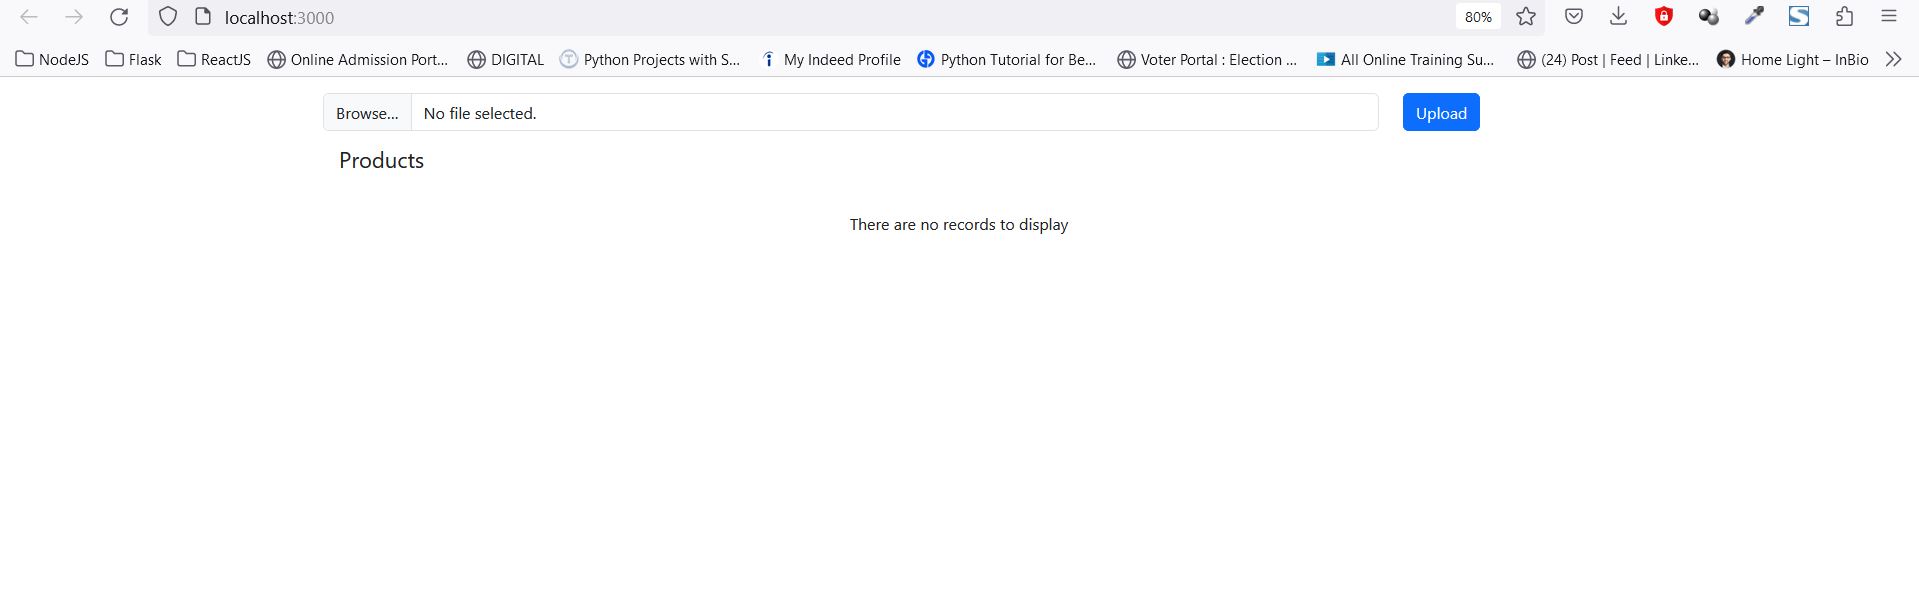 localhost:3000
80%
NodeJS Flask ReactJS Online Admission Port... DIGITAL Python Projects with S... My Indeed Profile Python Tutorial for Be... Voter Portal : Election ... All Online Training Su... (24) Post | Feed | Linke... Home Light – InBio
Browse... No file selected. Upload
Products
There are no records to display